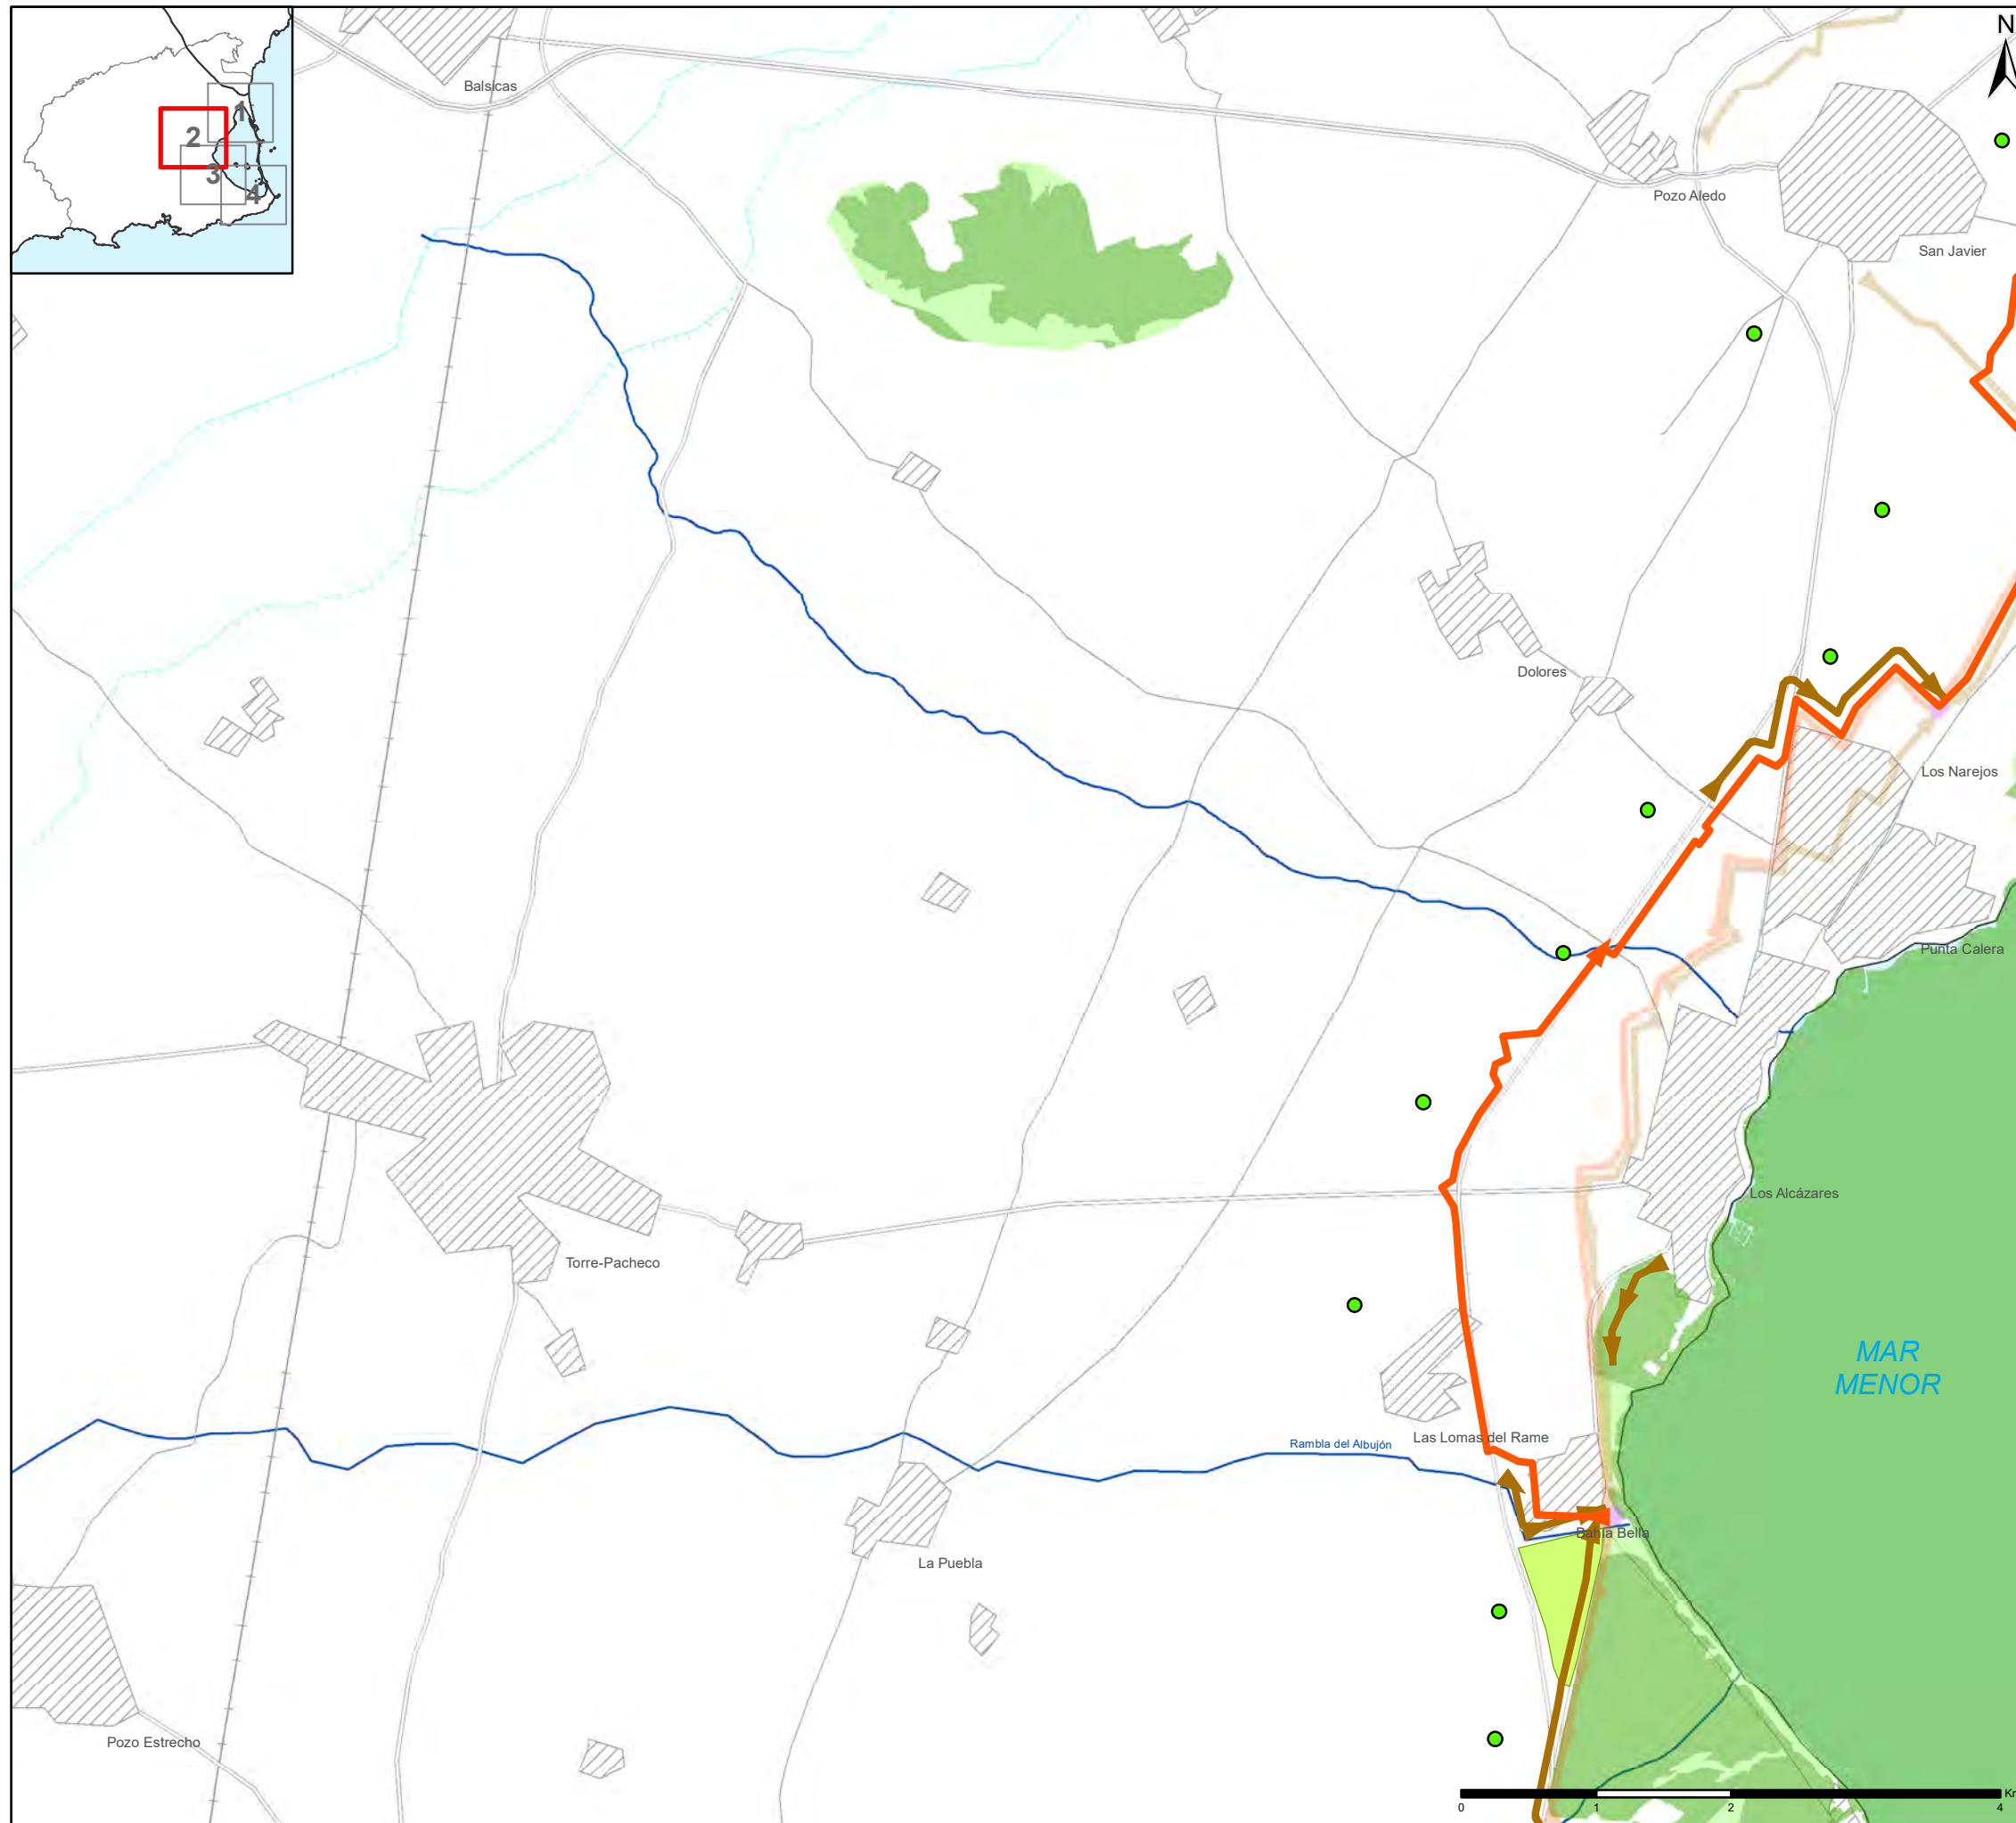 N
1
2
3
4
Balsicas
Pozo Aledo
San Javier
Dolores
Los Narejos
Punta Calera
Los Alcázares
Torre-Pacheco
MAR
MENOR
Las Lomas del Rame
Rambla del Albujón
Bahía Bella
La Puebla
Pozo Estrecho
0 1 2 4